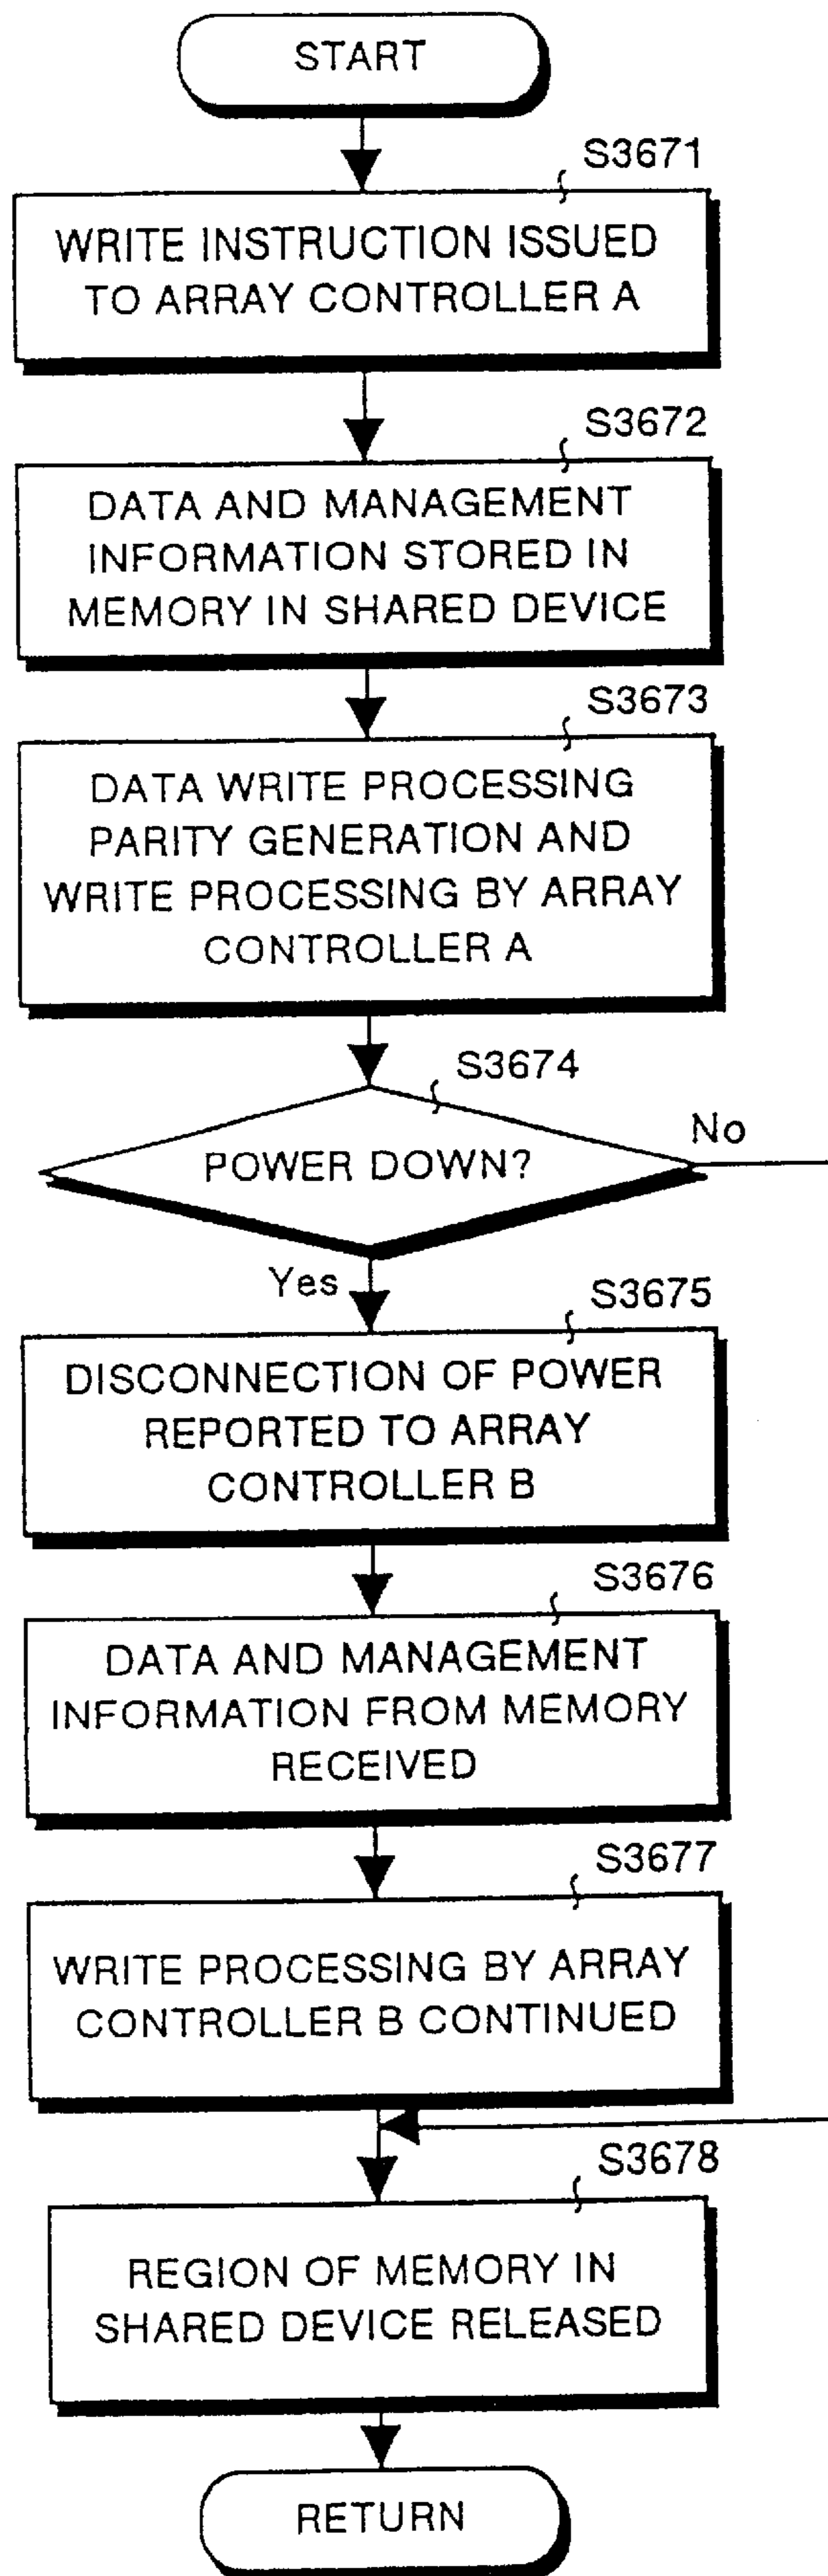 START
S3671
WRITE INSTRUCTION ISSUED
TO ARRAY CONTROLLER A
S3672
DATA AND MANAGEMENT
INFORMATION STORED IN
MEMORY IN SHARED DEVICE
S3673
DATA WRITE PROCESSING
PARITY GENERATION AND
WRITE PROCESSING BY ARRAY
CONTROLLER A
S3674
POWER DOWN?
No
Yes
S3675
DISCONNECTION OF POWER
REPORTED TO ARRAY
CONTROLLER B
S3676
DATA AND MANAGEMENT
INFORMATION FROM MEMORY
RECEIVED
S3677
WRITE PROCESSING BY ARRAY
CONTROLLER B CONTINUED
S3678
REGION OF MEMORY IN
SHARED DEVICE RELEASED
RETURN